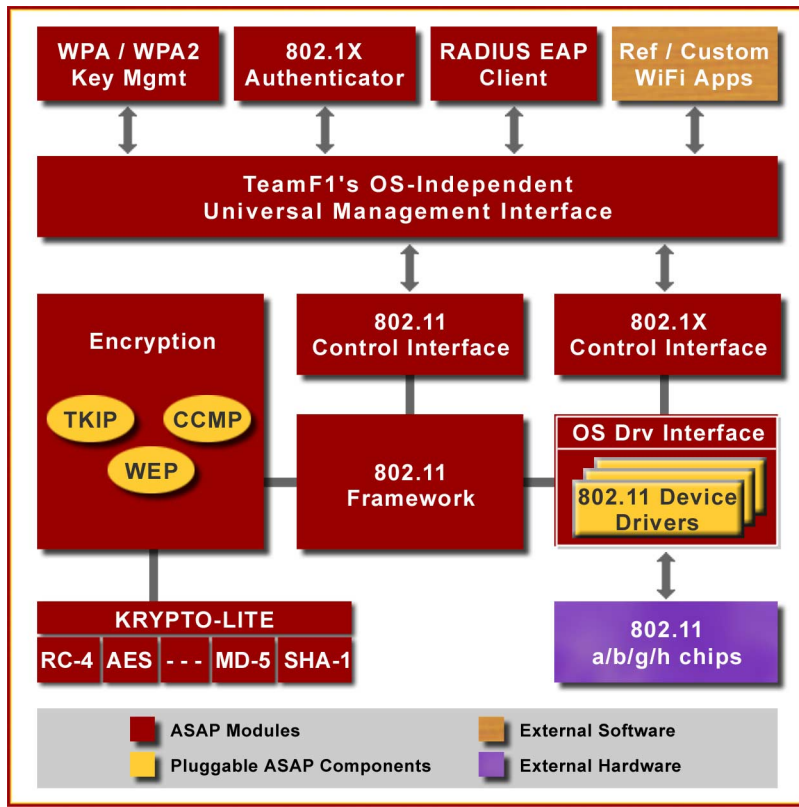 WPA / WPA2
Key Mgmt
802.1X
Authenticator
RADIUS EAP
Client
Ref / Custom
WiFi Apps
TeamF1's OS-Independent
Universal Management Interface
Encryption
TKIP
CCMP
WEP
802.11
Control Interface
802.1X
Control Interface
802.11
Framework
OS Drv Interface
802.11 Device
Drivers
KRYPTO-LITE
RC-4
AES
- - -
MD-5
SHA-1
802.11
a/b/g/h chips
ASAP Modules
External Software
Pluggable ASAP Components
External Hardware